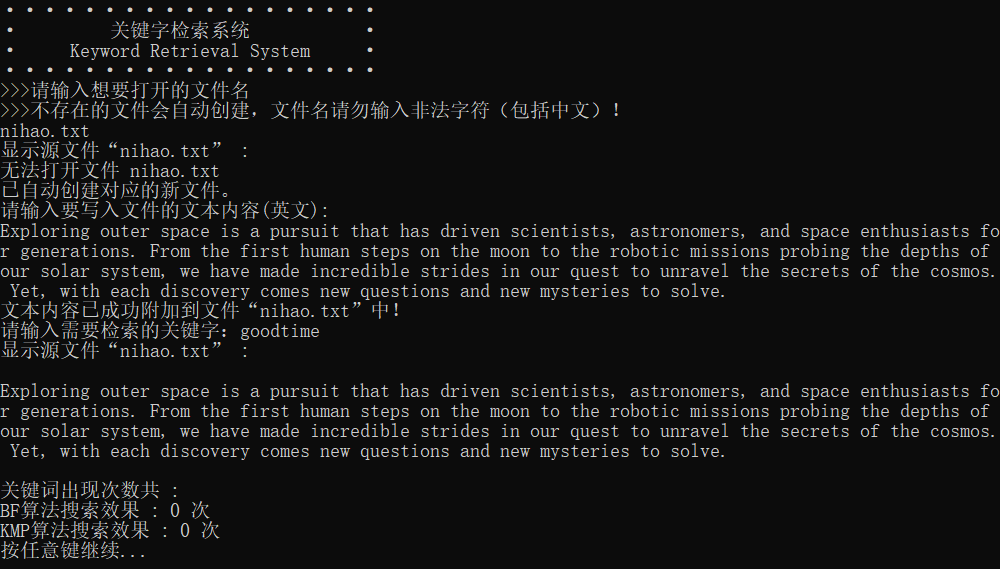 关键字检索系统
Keyword Retrieval System
>>>请输入想要打开的文件名
>>>不存在的文件会自动创建，文件名请勿输入非法字符（包括中文）！
nihao.txt
显示源文件“nihao.txt” :
无法打开文件 nihao.txt
已自动创建对应的新文件。
请输入要写入文件的文本内容(英文):
Exploring outer space is a pursuit that has driven scientists, astronomers, and space enthusiasts fo
r generations. From the first human steps on the moon to the robotic missions probing the depths of
our solar system, we have made incredible strides in our quest to unravel the secrets of the cosmos.
Yet, with each discovery comes new questions and new mysteries to solve.
文本内容已成功附加到文件“nihao.txt”中！
请输入需要检索的关键字：goodtime
显示源文件“nihao.txt” :
Exploring outer space is a pursuit that has driven scientists, astronomers, and space enthusiasts fo
r generations. From the first human steps on the moon to the robotic missions probing the depths of
our solar system, we have made incredible strides in our quest to unravel the secrets of the cosmos.
Yet, with each discovery comes new questions and new mysteries to solve.
关键词出现次数共 :
BF算法搜索效果 : 0 次
KMP算法搜索效果 : 0 次
按任意键继续...